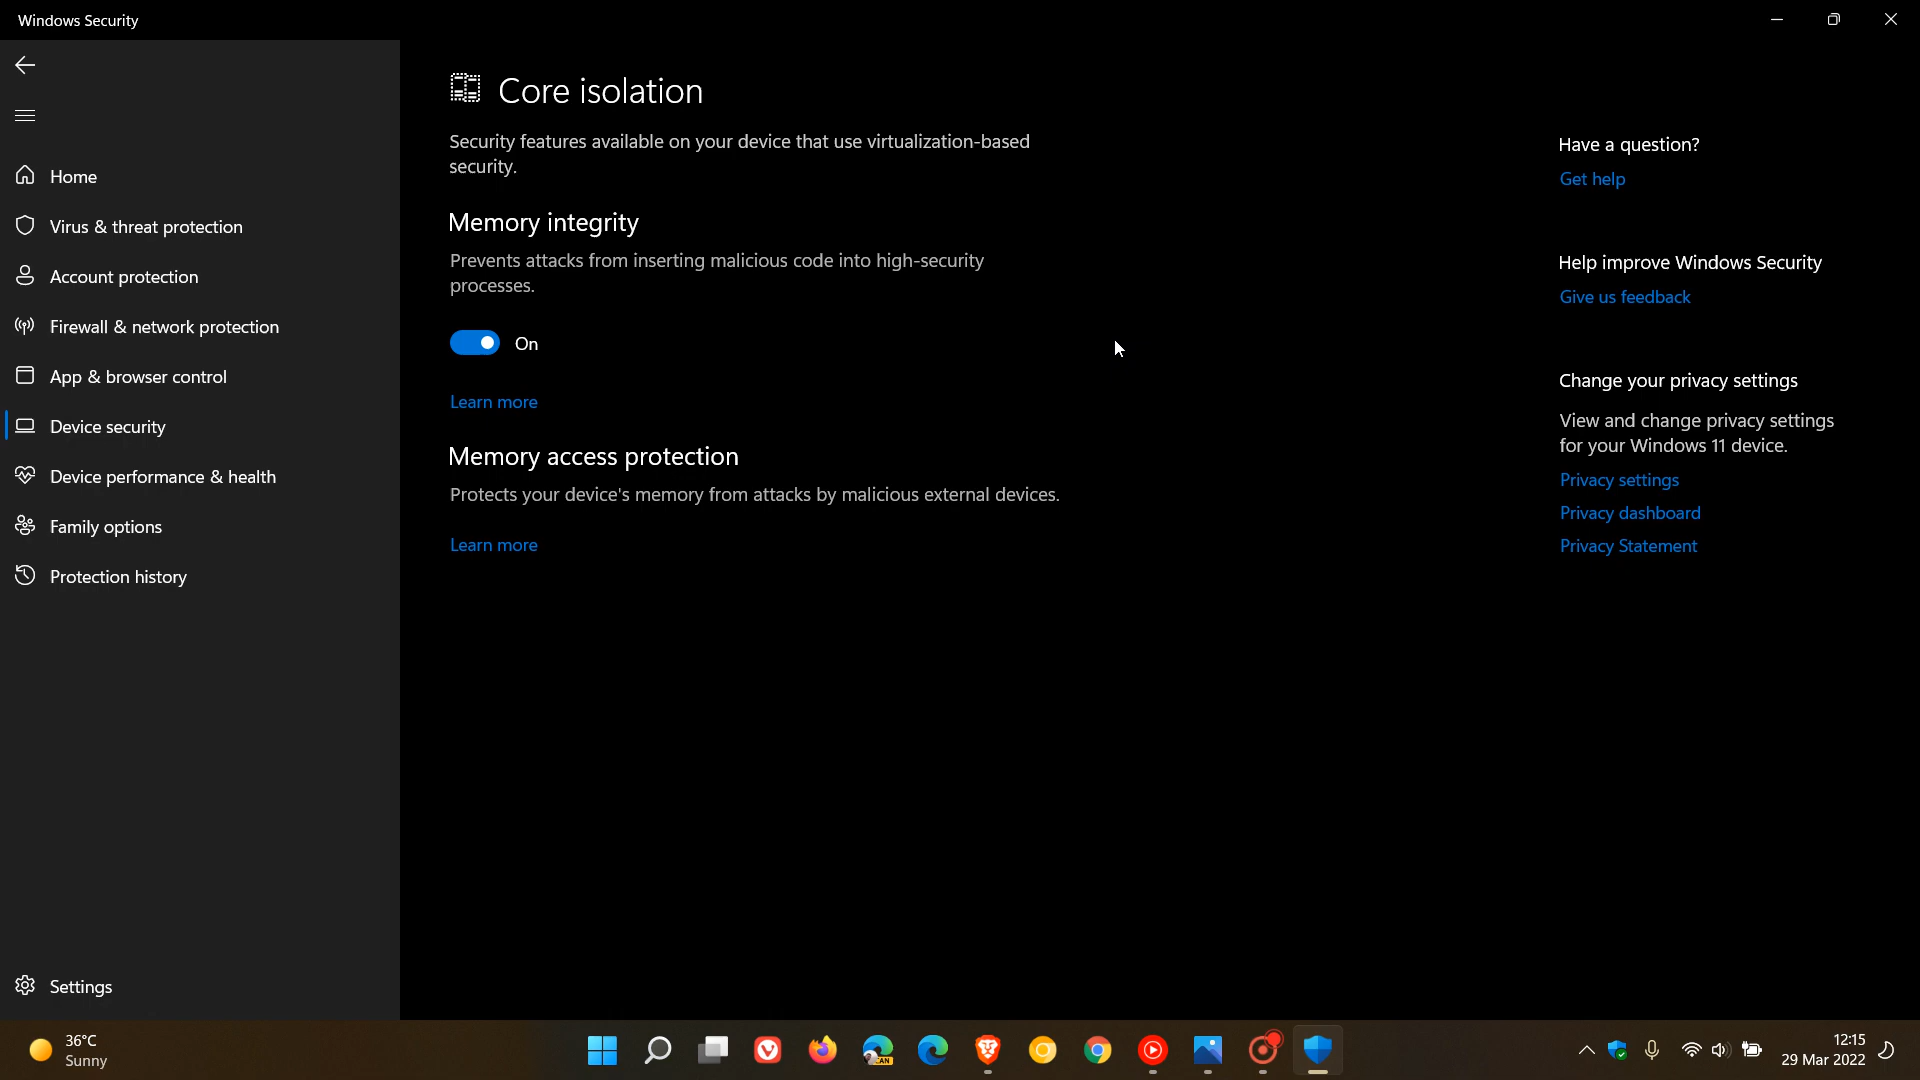 Windows Security
Home
Virus & threat protection
Account protection
Firewall & network protection
App & browser control
Device security
Device performance & health
Family options
Protection history
Settings
Core isolation
Security features available on your device that use virtualization-based
security.
Memory integrity
Prevents attacks from inserting malicious code into high-security
processes.
On
Learn more
Memory access protection
Protects your device's memory from attacks by malicious external devices.
Learn more
Have a question?
Get help
Help improve Windows Security
Give us feedback
Change your privacy settings
View and change privacy settings
for your Windows 11 device.
Privacy settings
Privacy dashboard
Privacy Statement
36°C
Sunny
CAN
12:15
29 Mar 2022